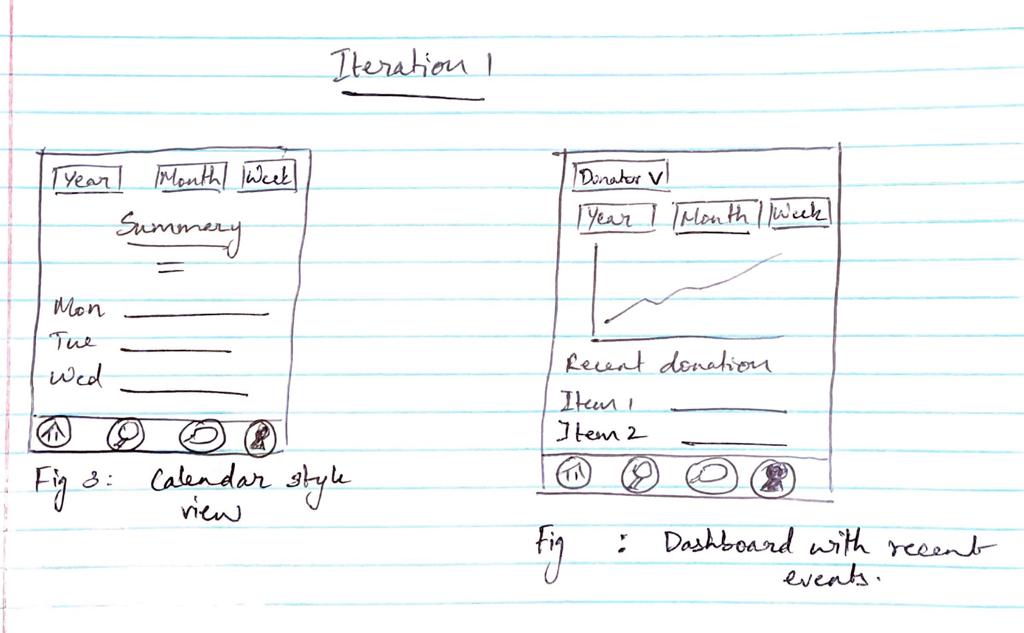 Iteration 1
Year Month Week
Summery
Mon
Tue
Wed
Fig 3: Calendar style
view
Donator V
Year Month Week
Recent donation
Item 1
Item 2
Fig : Dashboard with recent
events.